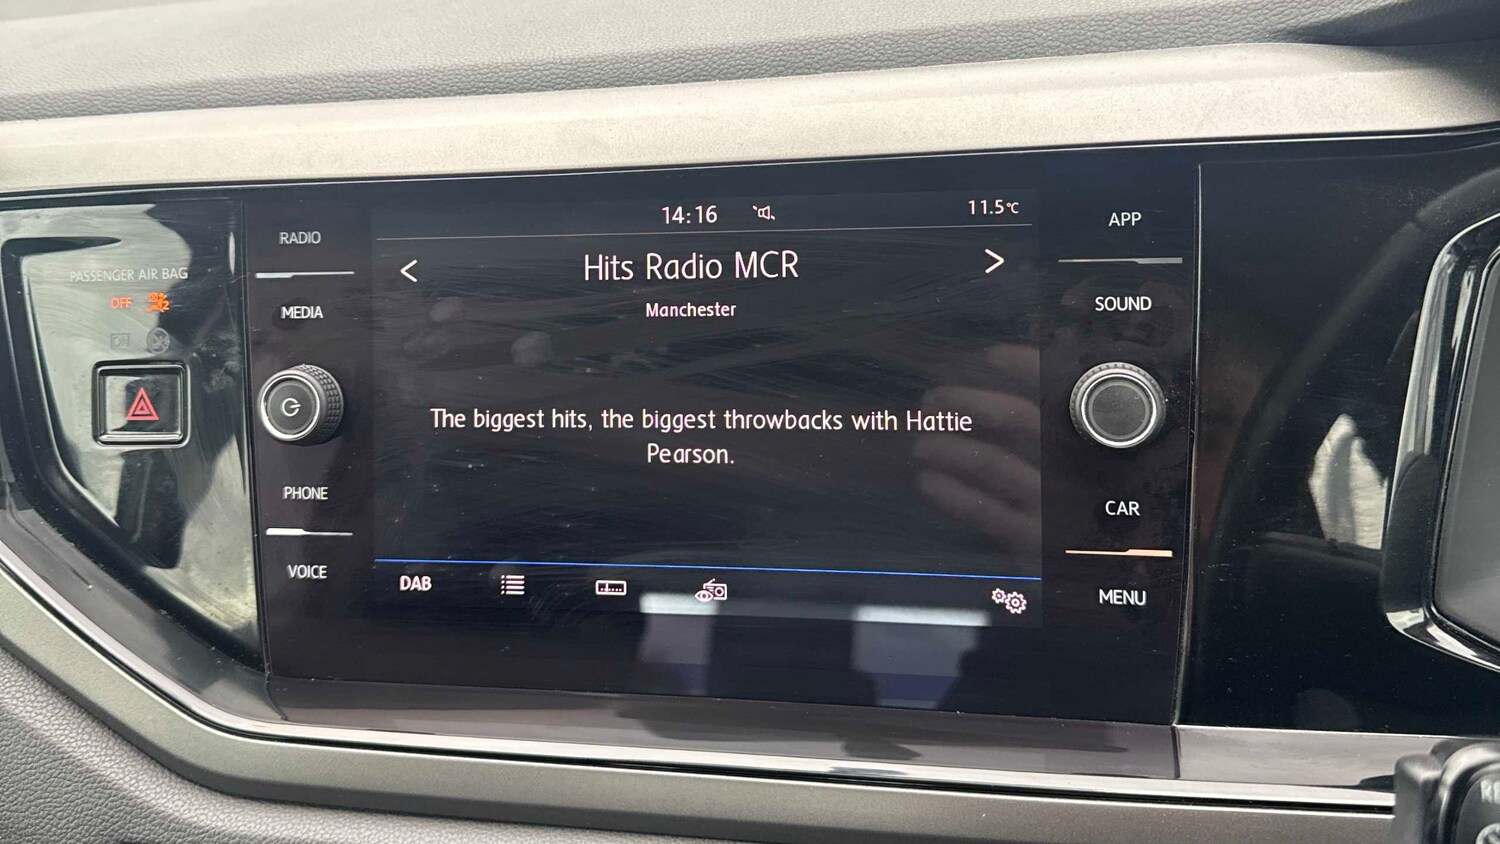 14:16
11.5°C
APP
RADIO
Hits Radio MCR
PASSENGER AIR BAG
OFF
MEDIA
Manchester
SOUND
The biggest hits, the biggest throwbacks with Hattie
Pearson.
PHONE
CAR
VOICE
DAB
MENU